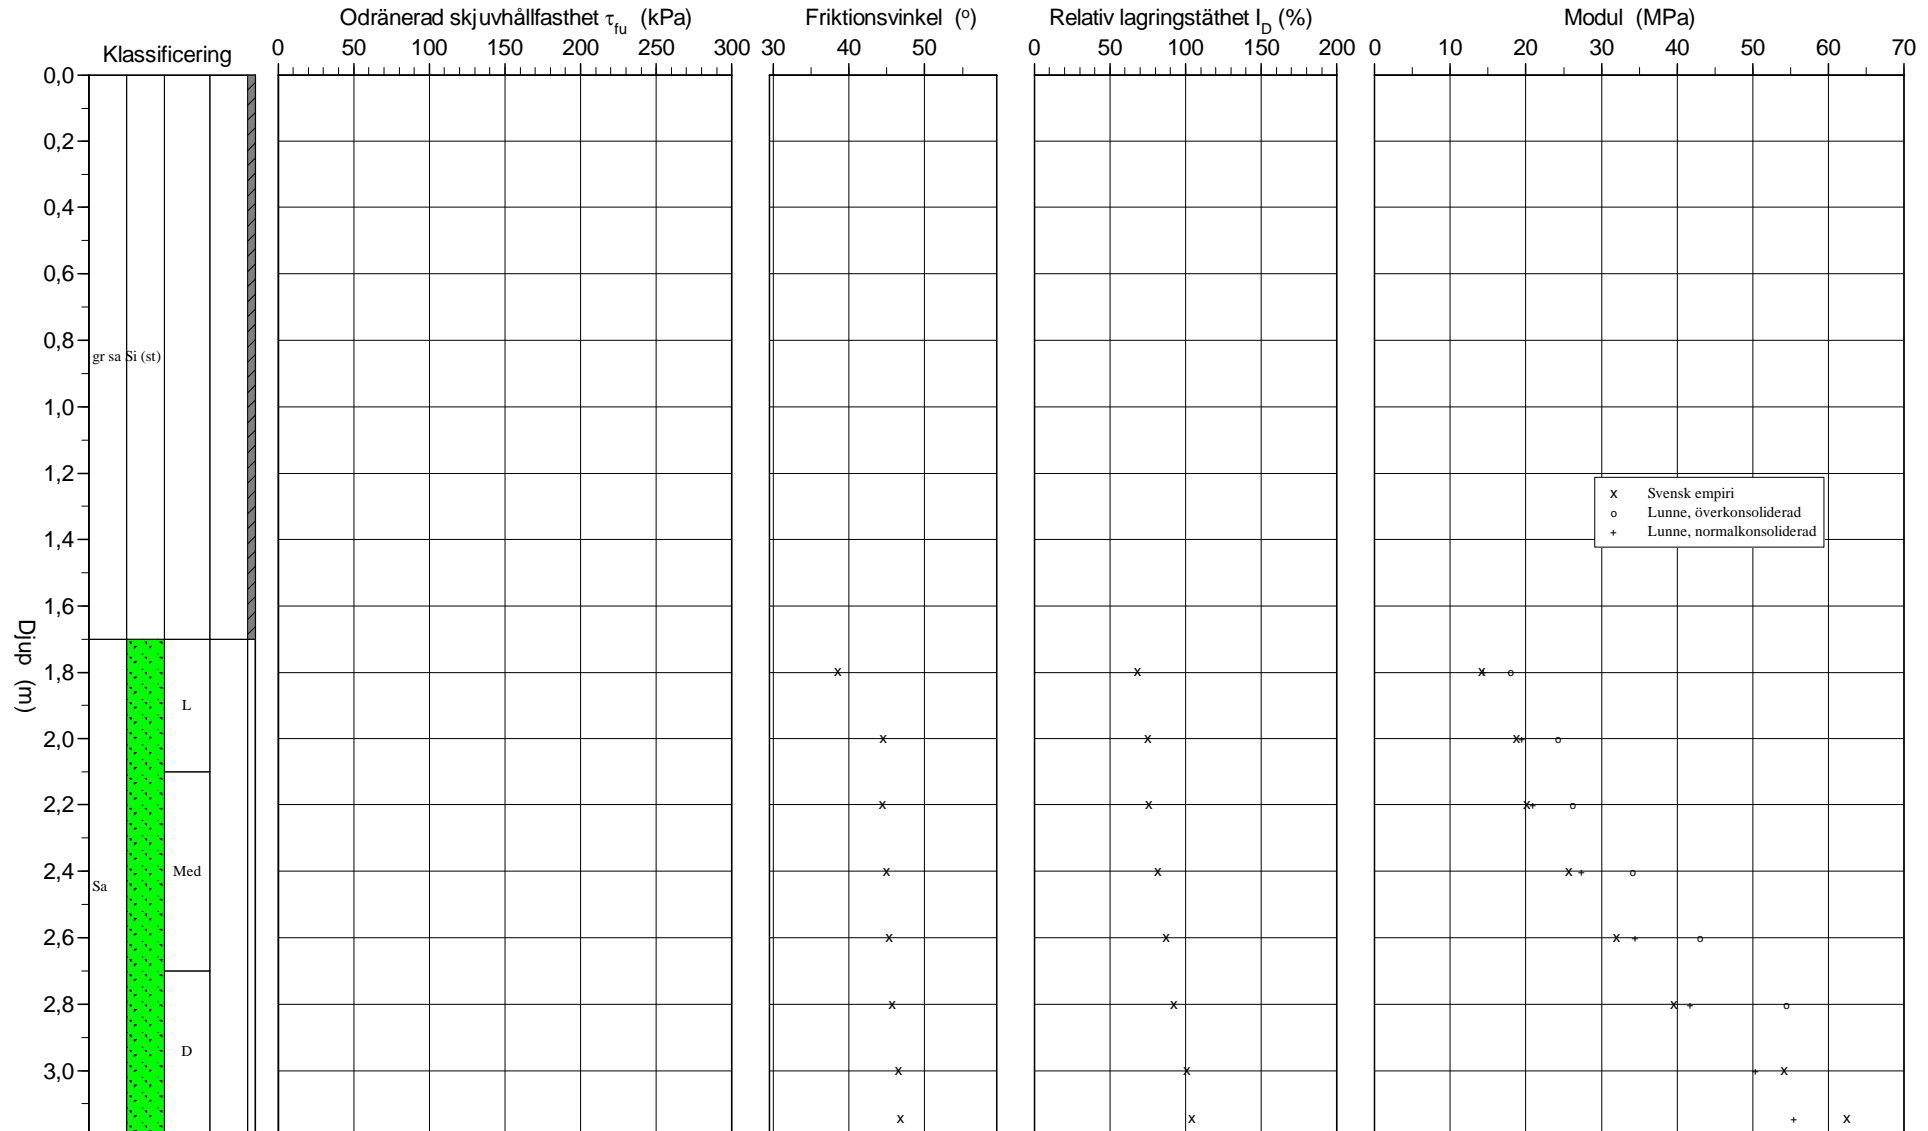 Odränerad skjuvhållfasthet τfu (kPa) Friktionsvinkel (o) Relativ lagringstäthet ID (%) Modul (MPa)
Klassificering 0 50 100 150 200 250 300 30 40 50 0 50 100 150 200 0 10 20 30 40 50 60 70
0,0
0,2
0,4
0,6
0,8
gr sa Si (st)
1,0
1,2
x Svensk empiri
o Lunne, överkonsoliderad
+ Lunne, normalkonsoliderad
1,4
1,6
Djup (m)
1,8
L
2,0
2,2
2,4
Med
Sa
2,6
2,8
D
3,0